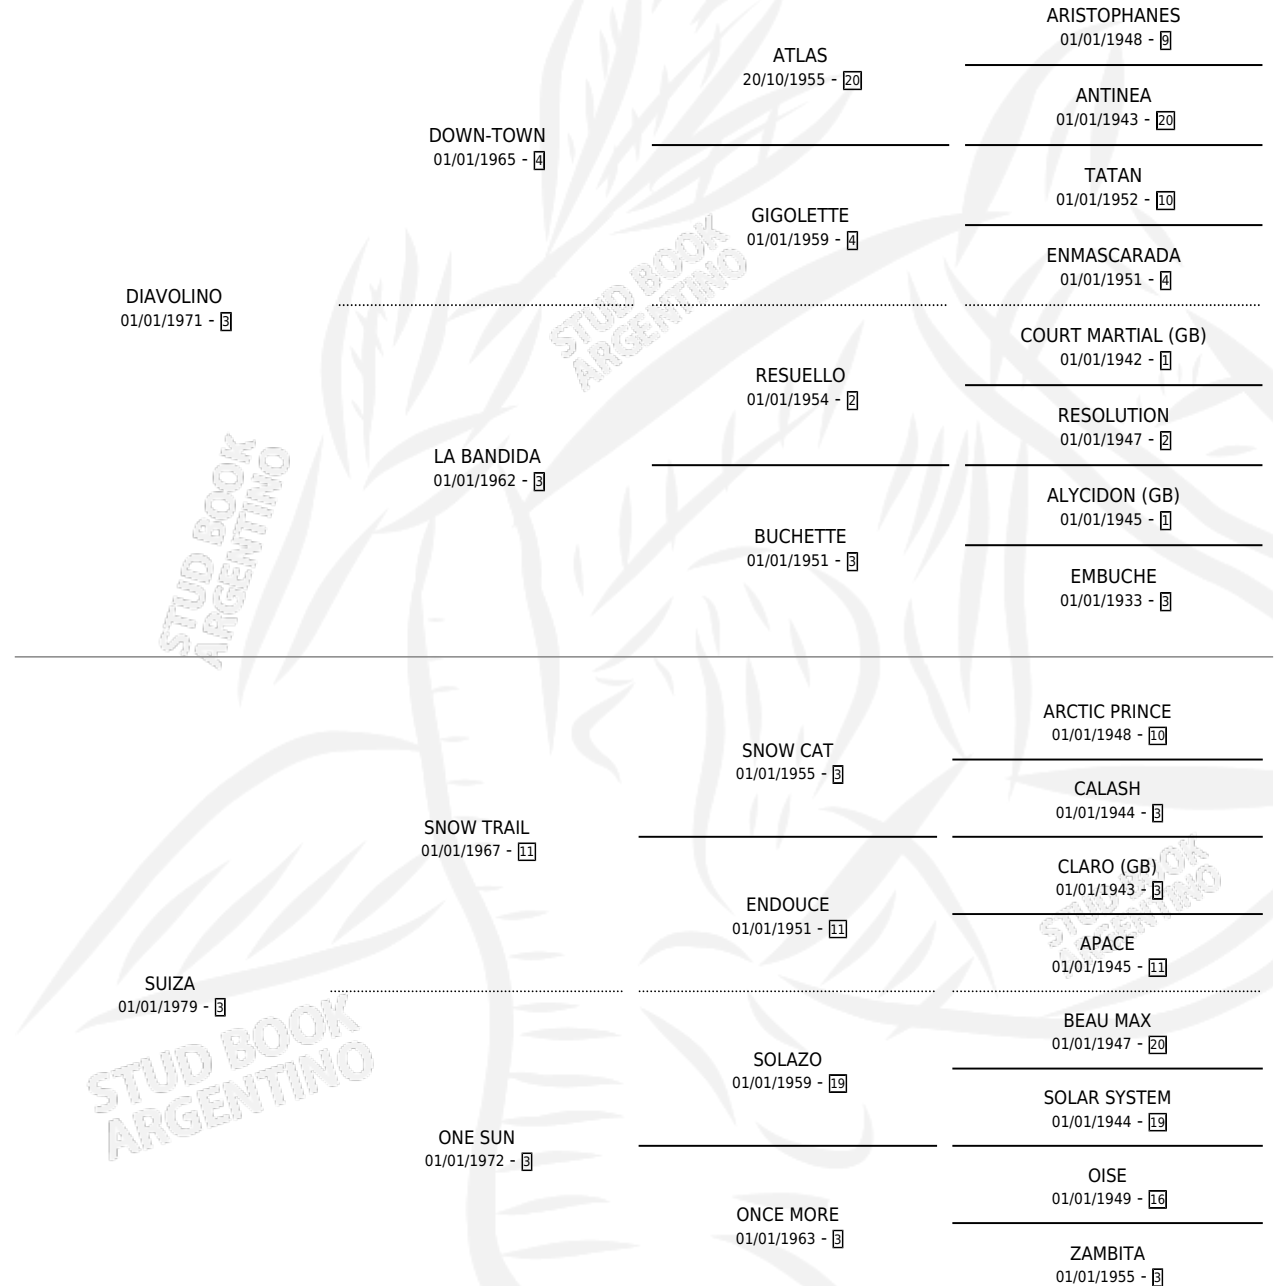 ARISTOPHANES
01/01/1948 - 9
ATLAS
20/10/1955 - 20
ANTINEA
01/01/1943 - 20
DOWN-TOWN
01/01/1965 - 4
TATAN
01/01/1952 - 10
GIGOLETTE
01/01/1959 - 4
ENMASCARADA
01/01/1951 - 4
DIAVOLINO
01/01/1971 - 3
STUD BOOK
ARGENTINO
COURT MARTIAL (GB)
01/01/1942 - 1
RESUELLO
01/01/1954 - 2
RESOLUTION
01/01/1947 - 2
LA BANDIDA
01/01/1962 - 3
ALYCIDON (GB)
01/01/1945 - 1
BUCHETTE
01/01/1951 - 3
EMBUCHE
01/01/1933 - 3
STUD BOOK
ARGENTINO
ARCTIC PRINCE
01/01/1948 - 10
SNOW CAT
01/01/1955 - 3
CALASH
01/01/1944 - 3
SNOW TRAIL
01/01/1967 - 11
CLARO (GB)
01/01/1943 - 3
ENDOUCE
01/01/1951 - 11
STUD BOOK
ARGENTINO
APACE
01/01/1945 - 11
SUIZA
01/01/1979 - 3
BEAU MAX
01/01/1947 - 20
SOLAZO
01/01/1959 - 19
SOLAR SYSTEM
01/01/1944 - 19
STUD BOOK
ARGENTINO
ONE SUN
01/01/1972 - 3
OISE
01/01/1949 - 16
ONCE MORE
01/01/1963 - 3
ZAMBITA
01/01/1955 - 3